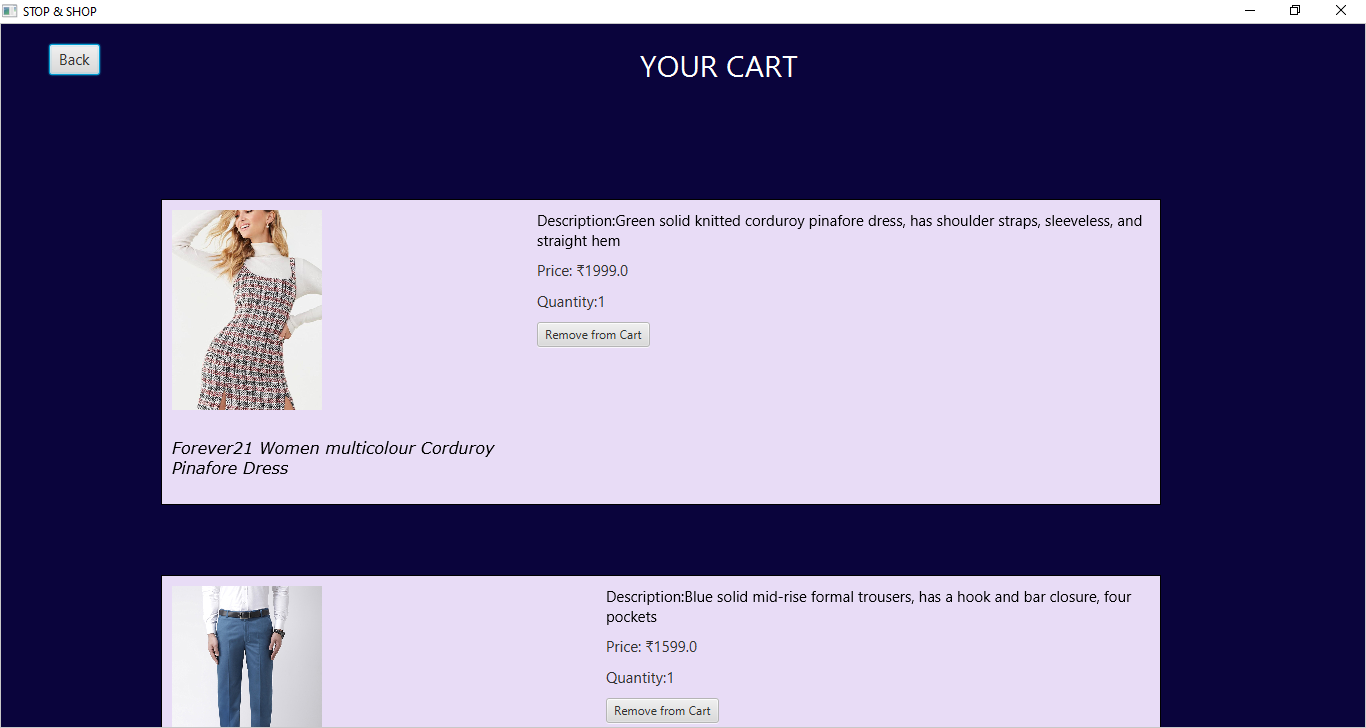 STOP & SHOP
Back
YOUR CART
Description:Green solid knitted corduroy pinafore dress, has shoulder straps, sleeveless, and
straight hem
Price: ₹1999.0
Quantity:1
Remove from Cart
Forever21 Women multicolour Corduroy
Pinafore Dress
Description:Blue solid mid-rise formal trousers, has a hook and bar closure, four
pockets
Price: ₹1599.0
Quantity:1
Remove from Cart